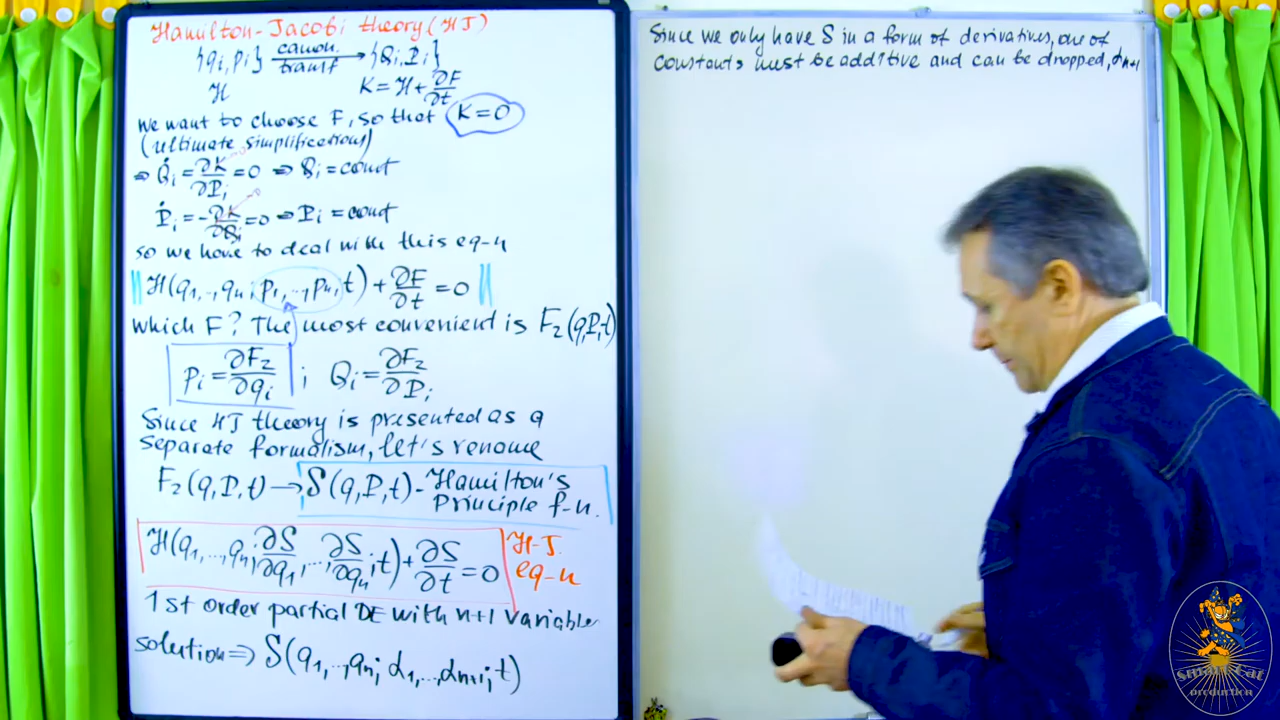 Hamilton-Jacobi theory (HJ)
{qi, pi} canon. transf → {Qi, Pi}
H K = H + ∂F/∂t
We want to choose F, so that K=0
(ultimate simplifications)
⇒ Q̇i = ∂K/∂Pi = 0 ⇒ Qi = const
Ṗi = -∂K/∂Qi = 0 ⇒ Pi = const
so we have to deal with this eq-n
H(q1,..,qn; p1,..,pn,t) + ∂F/∂t = 0
Which F? The most convenient is F2(q,P,t)
pi = ∂F2/∂qi ; Qi = ∂F2/∂Pi
Since HJ theory is presented as a
separate formalism, let's rename
F2(q,P,t) → S(q,P,t) - Hamilton's
Principle f-n.
H(q1,...,qn; ∂S/∂q1,...,∂S/∂qn; t) + ∂S/∂t = 0 H-J.
eq-n
1st order partial DE with n+1 variable
solution ⇒ S(q1,..,qn; α1,...,αn+1; t)
Since we only have S in a form of derivatives, one of
constants must be additive and can be dropped, αn+1
production